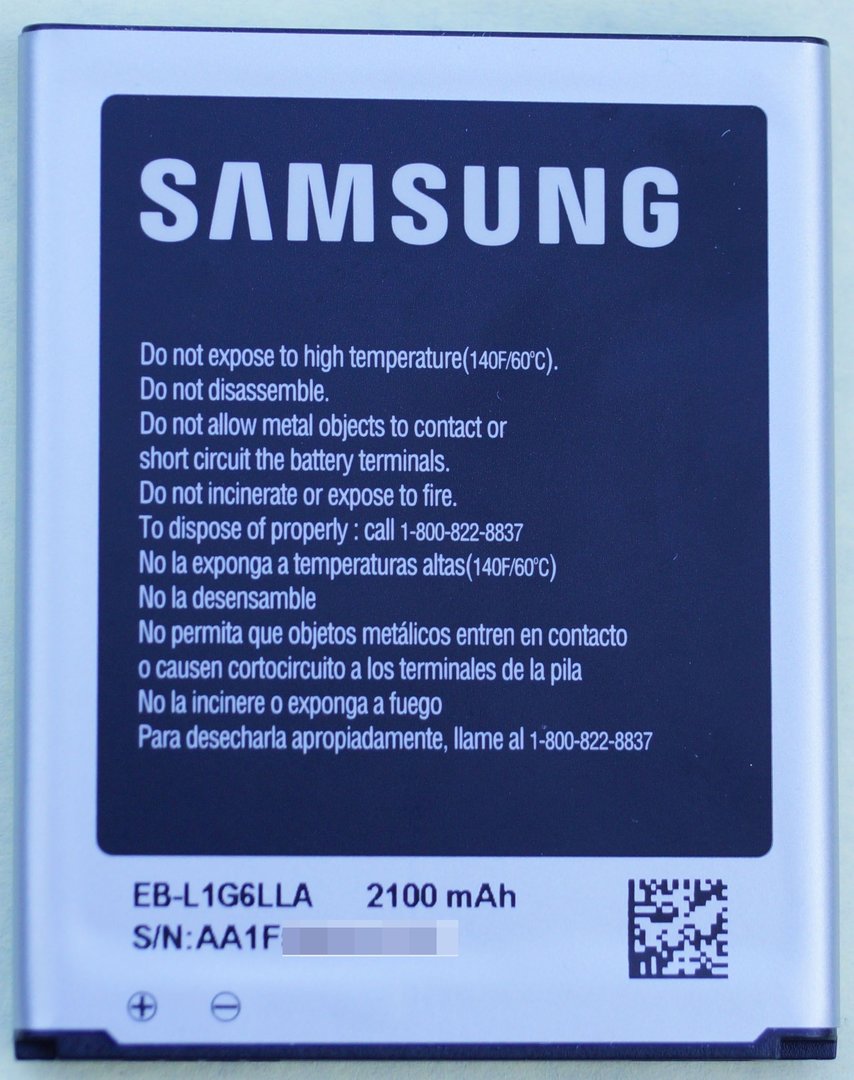 SAMSUNG
Do not expose to high temperature(140F/60°C).
Do not disassemble.
Do not allow metal objects to contact or
short circuit the battery terminals.
Do not incinerate or expose to fire.
To dispose of properly : call 1-800-822-8837
No la exponga a temperaturas altas(140F/60°C)
No la desensamble
No permita que objetos metálicos entren en contacto
o causen cortocircuito a los terminales de la pila
No la incinere o exponga a fuego
Para desecharla apropiadamente, llame al 1-800-822-8837
EB-L1G6LLA 2100 mAh
S/N:AA1F
+ −